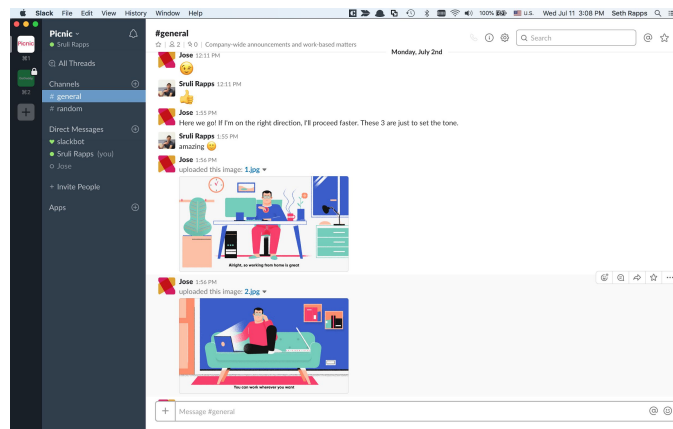 Slack File Edit View History Window Help 100% U.S. Wed Jul 11 3:08 PM Seth Rapps
Picnic
⌘1
⌘2
Picnic
Sruli Rapps
All Threads
Channels
# general
# random
Direct Messages
slackbot
Sruli Rapps (you)
Jose
+ Invite People
Apps
#general
2 | 0 | Company-wide announcements and work-based matters
Search
Monday, July 2nd
Jose 12:11 PM
Sruli Rapps 12:11 PM
Jose 1:55 PM
Here we go! If I'm on the right direction, I'll proceed faster. These 3 are just to set the tone.
Sruli Rapps 1:55 PM
amazing
Jose 1:56 PM
uploaded this image: 1.jpg
Alright, so working from home is great
Jose 1:56 PM
uploaded this image: 2.jpg
You can work wherever you want
Message #general